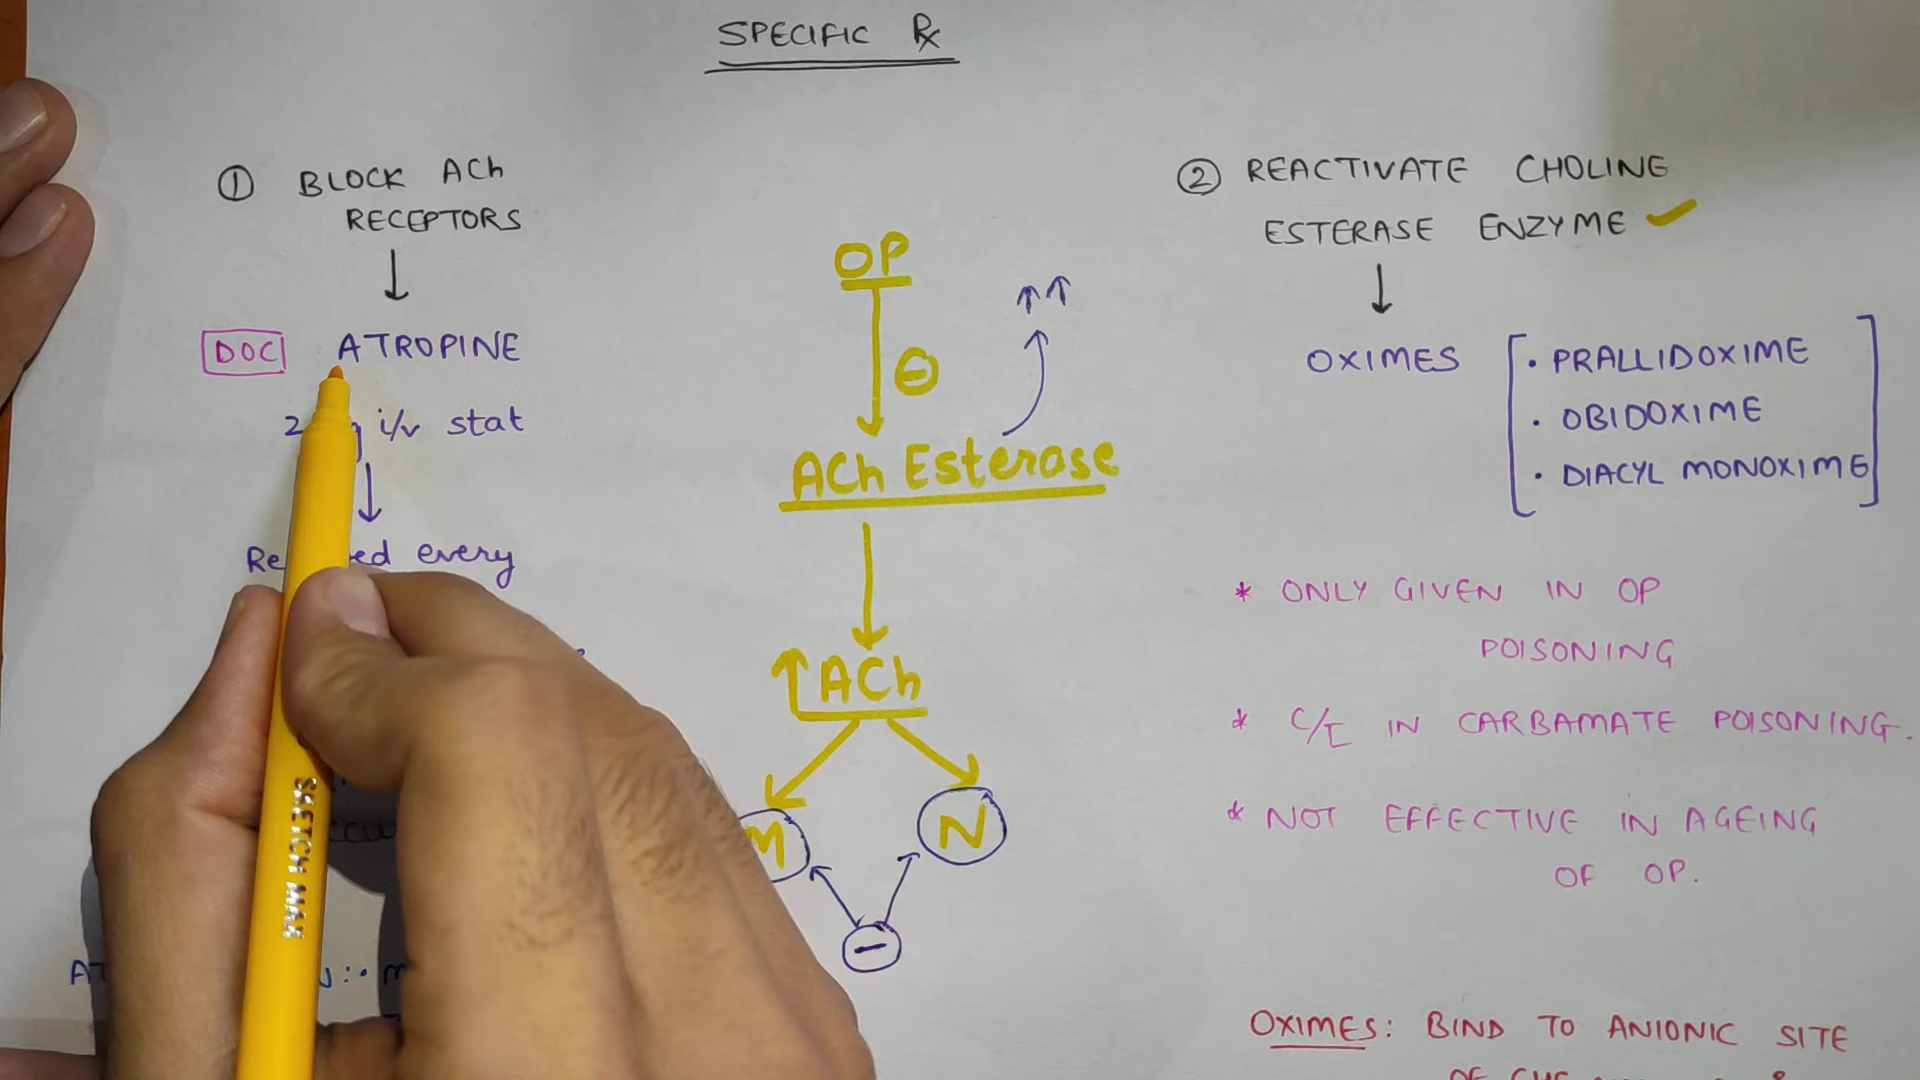 SPECIFIC Rx
① BLOCK ACh
RECEPTORS
DOC ATROPINE
i/v stat
every
OP
⊖
↑↑
ACh Esterase
↑ACh
M N
−
② REACTIVATE CHOLINE
ESTERASE ENZYME
OXIMES
• PRALLIDOXIME
• OBIDOXIME
• DIACYL MONOXIME
* ONLY GIVEN IN OP
POISONING
* C/I IN CARBAMATE POISONING.
* NOT EFFECTIVE IN AGEING
OF OP.
OXIMES: BIND TO ANIONIC SITE
SKETCH MAX